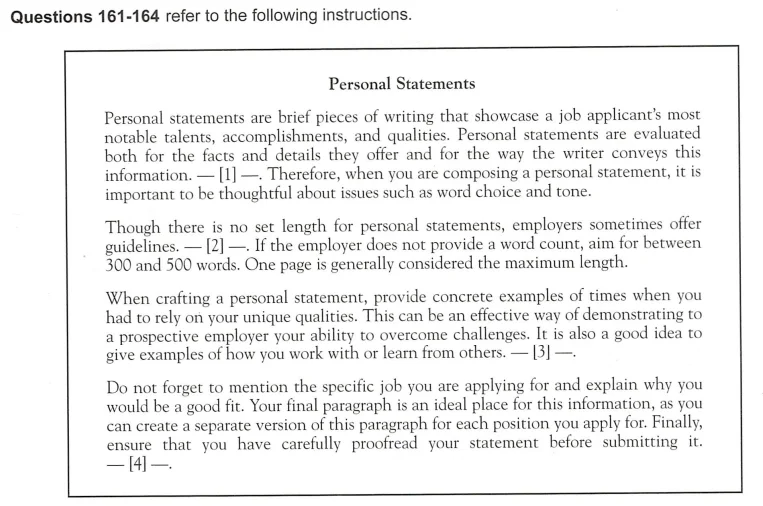 Questions 161-164 refer to the following instructions.
Personal Statements
Personal statements are brief pieces of writing that showcase a job applicant's most
notable talents, accomplishments, and qualities. Personal statements are evaluated
both for the facts and details they offer and for the way the writer conveys this
information. — [1] —. Therefore, when you are composing a personal statement, it is
important to be thoughtful about issues such as word choice and tone.
Though there is no set length for personal statements, employers sometimes offer
guidelines. — [2] —. If the employer does not provide a word count, aim for between
300 and 500 words. One page is generally considered the maximum length.
When crafting a personal statement, provide concrete examples of times when you
had to rely on your unique qualities. This can be an effective way of demonstrating to
a prospective employer your ability to overcome challenges. It is also a good idea to
give examples of how you work with or learn from others. — [3] —.
Do not forget to mention the specific job you are applying for and explain why you
would be a good fit. Your final paragraph is an ideal place for this information, as you
can create a separate version of this paragraph for each position you apply for. Finally,
ensure that you have carefully proofread your statement before submitting it.
— [4] —.